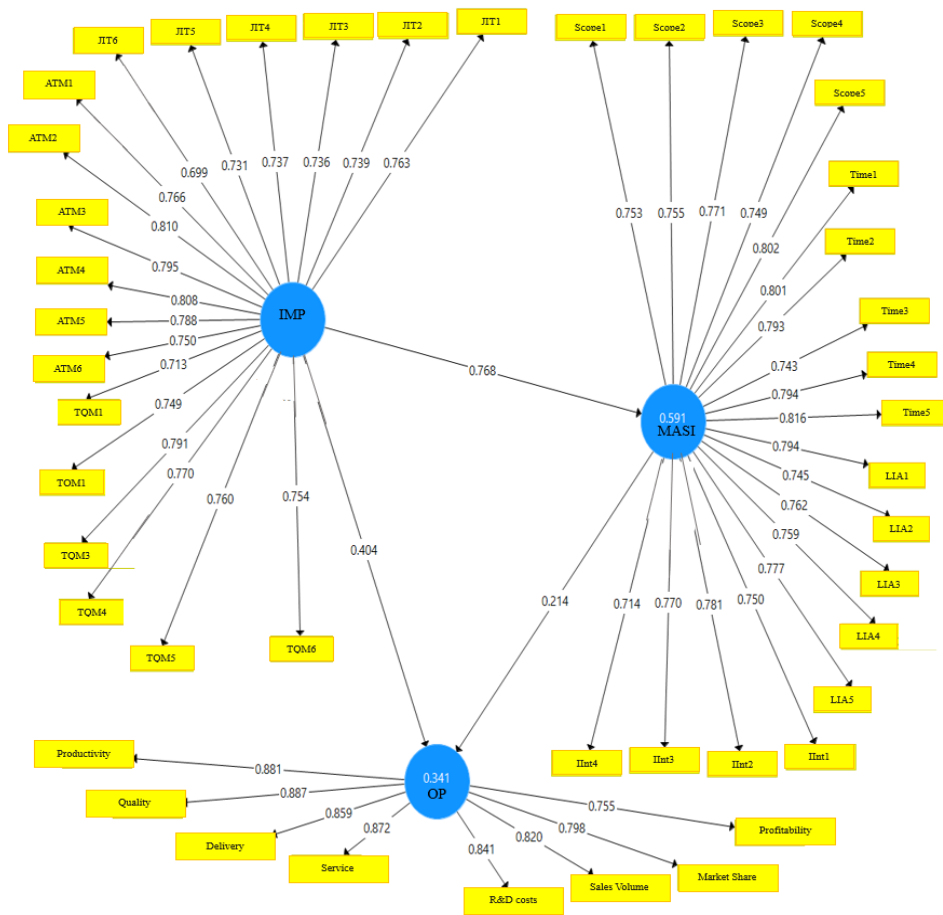 JIT6
JIT5
JIT4
JIT3
JIT2
JIT1
Scope1
Scope2
Scope3
Scope4
ATM1
Scope5
ATM2
0.699
0.731
0.737
0.736
0.739
0.763
Time1
0.766
ATM3
0.810
0.753
0.755
0.771
0.749
Time2
0.802
ATM4
0.795
0.801
0.808
Time3
ATM5
0.788
IMP
0.793
0.750
ATM6
0.713
0.743
Time4
0.768
0.794
TQM1
0.749
0.591
0.816
Time5
MASI
0.794
0.791
0.745
LIA1
TOM1
0.770
0.762
0.760
0.754
0.759
LIA2
TQM3
0.404
0.777
LIA3
TQM4
0.214
0.714
0.770
0.781
0.750
LIA4
TQM5
TQM6
LIA5
Productivity
IInt4
IInt3
IInt2
IInt1
0.881
0.341
OP
Quality
0.887
0.755
0.859
Profitability
Delivery
0.872
0.841
0.820
0.798
Service
R&D costs
Sales Volume
Market Share